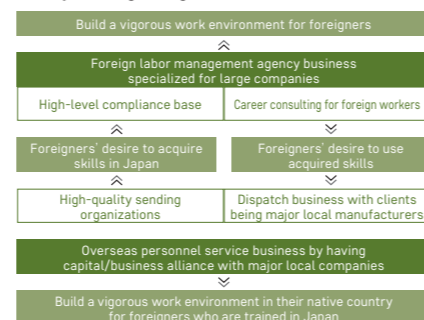 Build a vigorous work environment for foreigners
Foreign labor management agency business
specialized for large companies
High-level compliance base
Career consulting for foreign workers
Foreigners' desire to acquire
skills in Japan
Foreigners' desire to use
acquired skills
High-quality sending
organizations
Dispatch business with clients
being major local manufacturers
Overseas personnel service business by having
capital/business alliance with major local companies
Build a vigorous work environment in their native country
for foreigners who are trained in Japan